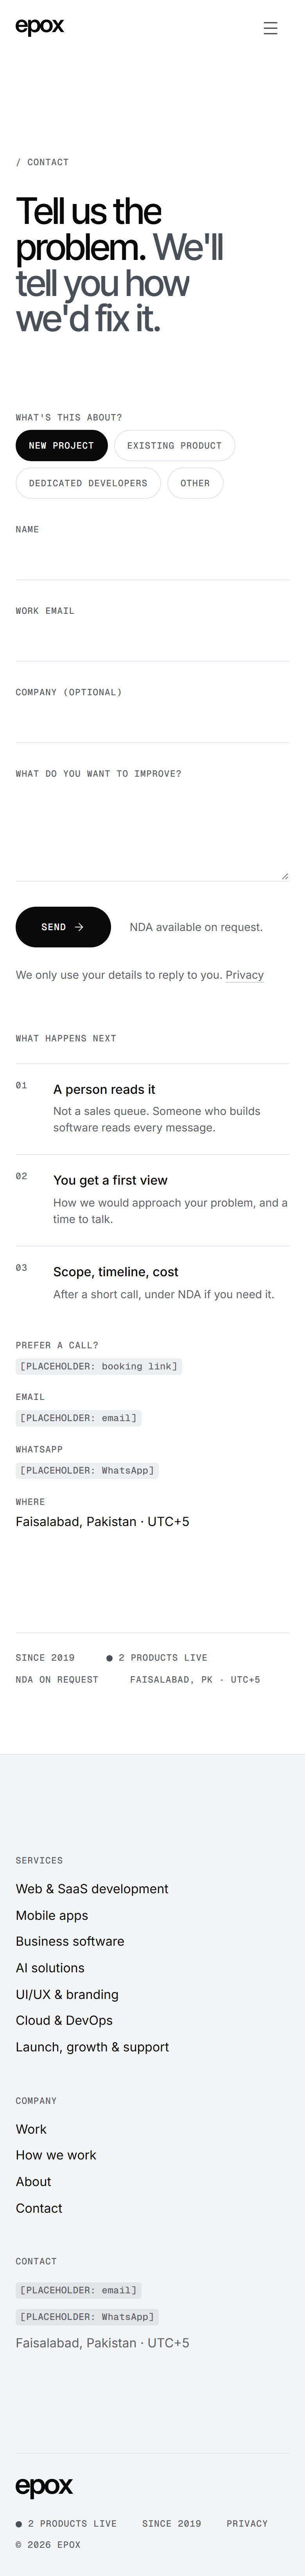 epox
/ CONTACT
Tell us the
problem. We'll
tell you how
we'd fix it.
WHAT'S THIS ABOUT?
NEW PROJECT
EXISTING PRODUCT
DEDICATED DEVELOPERS
OTHER
NAME
WORK EMAIL
COMPANY (OPTIONAL)
WHAT DO YOU WANT TO IMPROVE?
SEND →
NDA available on request.
We only use your details to reply to you. Privacy
WHAT HAPPENS NEXT
01
A person reads it
Not a sales queue. Someone who builds
software reads every message.
02
You get a first view
How we would approach your problem, and a
time to talk.
03
Scope, timeline, cost
After a short call, under NDA if you need it.
PREFER A CALL?
[PLACEHOLDER: booking link]
EMAIL
[PLACEHOLDER: email]
WHATSAPP
[PLACEHOLDER: WhatsApp]
WHERE
Faisalabad, Pakistan · UTC+5
SINCE 2019
2 PRODUCTS LIVE
NDA ON REQUEST
FAISALABAD, PK · UTC+5
SERVICES
Web & SaaS development
Mobile apps
Business software
AI solutions
UI/UX & branding
Cloud & DevOps
Launch, growth & support
COMPANY
Work
How we work
About
Contact
CONTACT
[PLACEHOLDER: email]
[PLACEHOLDER: WhatsApp]
Faisalabad, Pakistan · UTC+5
epox
2 PRODUCTS LIVE
SINCE 2019
PRIVACY
© 2026 EPOX